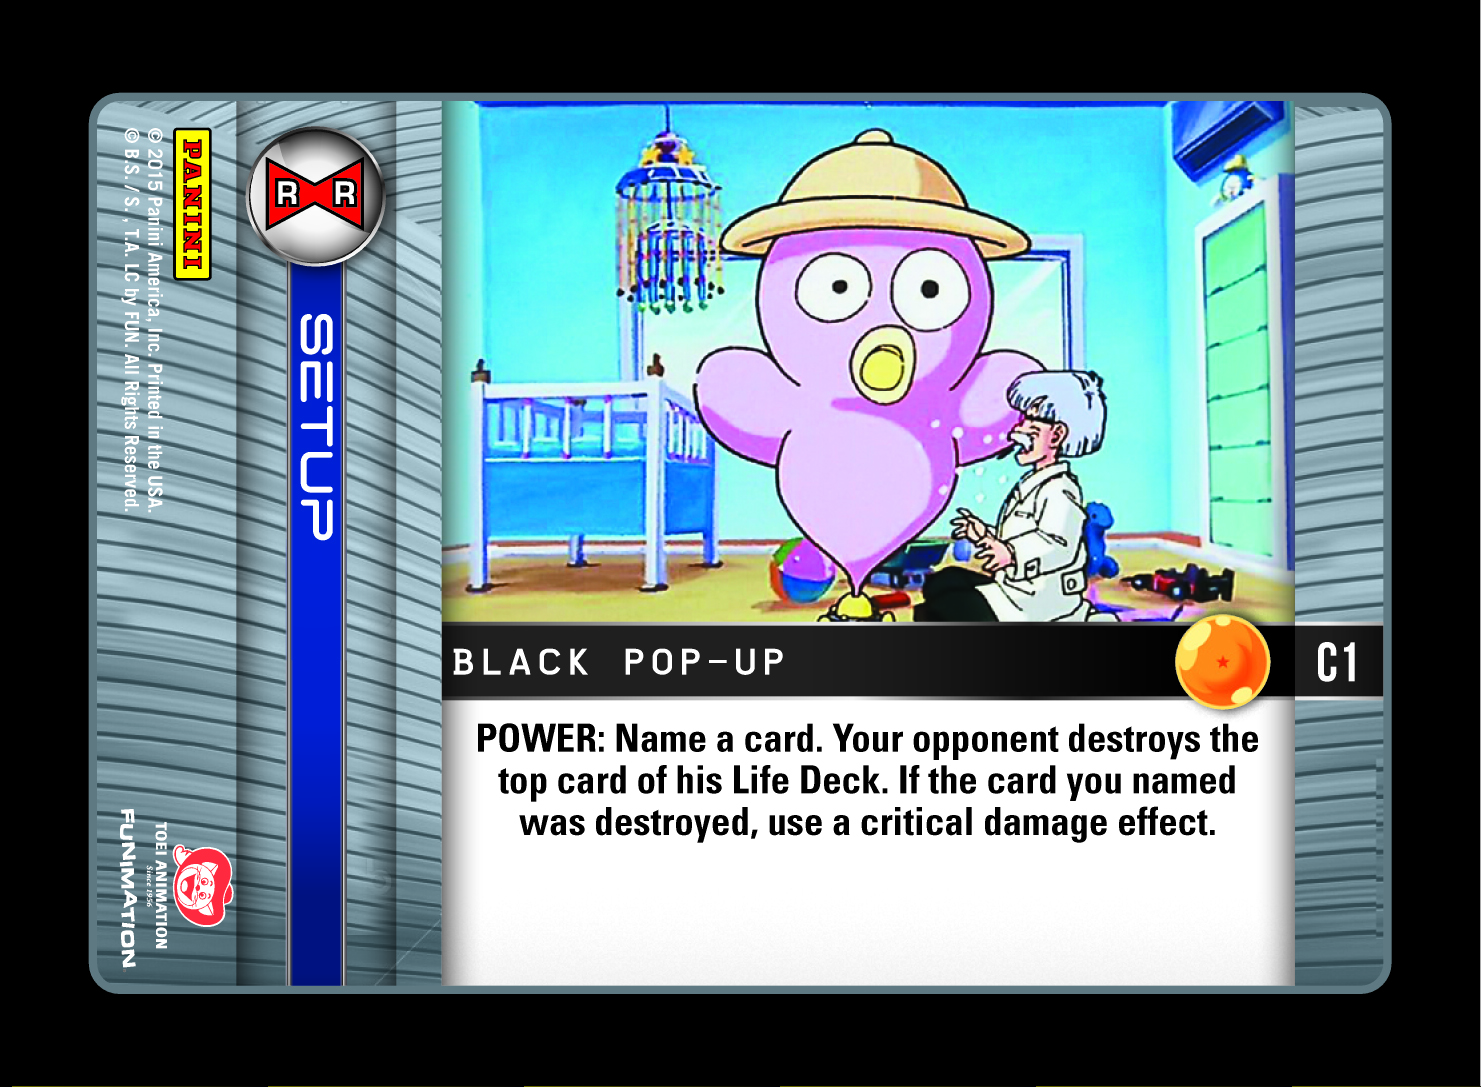 PANINI
© 2015 Panini America, Inc. Printed in the USA.
© B.S. / S., T.A. LC by FUN. All Rights Reserved.
TOEI ANIMATION
Since 1956
FUNIMATION
R R
SETUP
BLACK POP-UP
C1
POWER: Name a card. Your opponent destroys the
top card of his Life Deck. If the card you named
was destroyed, use a critical damage effect.